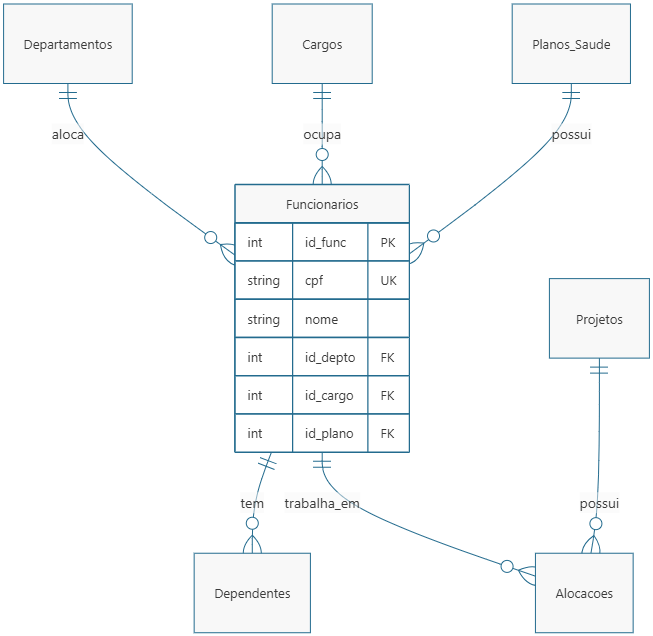 Departamentos
Cargos
Planos_Saude
aloca
ocupa
possui
Funcionarios
int id_func PK
string cpf UK
string nome
int id_depto FK
int id_cargo FK
int id_plano FK
Projetos
tem
trabalha_em
possui
Dependentes
Alocacoes